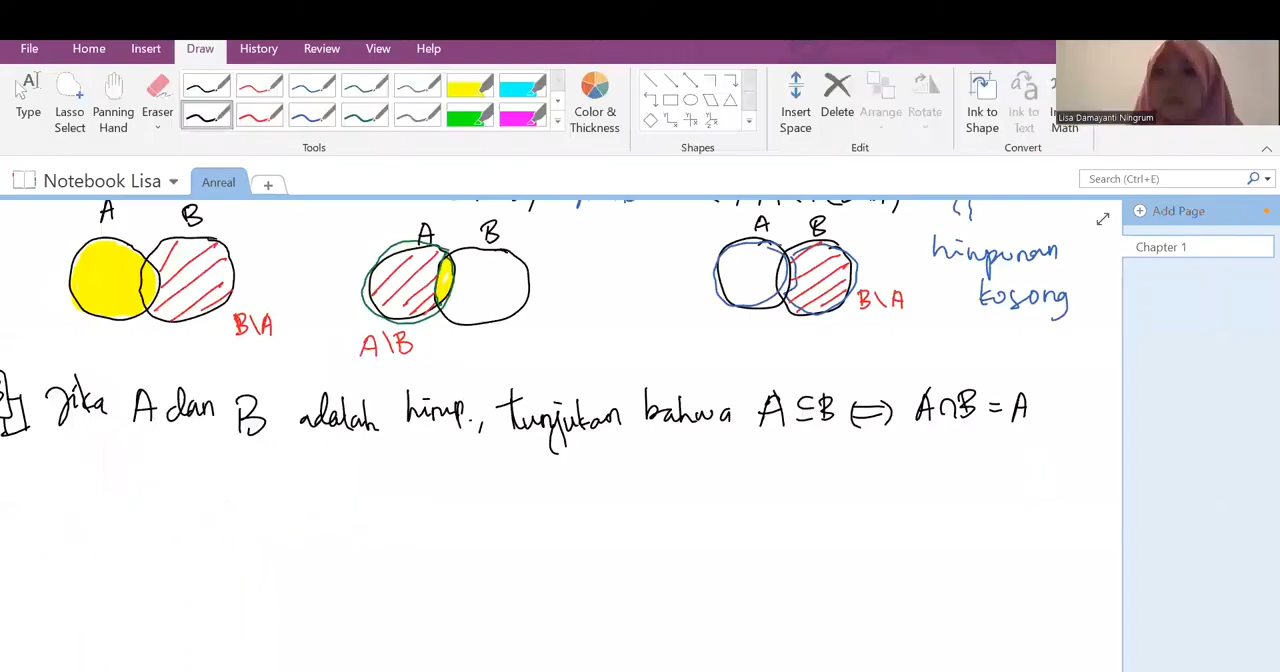 File Home Insert Draw History Review View Help
Type
Lasso Select
Panning Hand
Eraser
Color & Thickness
Insert Space
Delete
Arrange
Rotate
Ink to Shape
Ink to Text
Math
Tools
Shapes
Edit
Convert
Lisa Damayanti Ningrum
Notebook Lisa
Anreal
Search (Ctrl+E)
Add Page
Chapter 1
A B
B\A
A B
A\B
A B
B\A
himpunan
kosong
Jika A dan B adalah himp., tunjukan bahwa A ⊆ B ⇔ A∩B = A